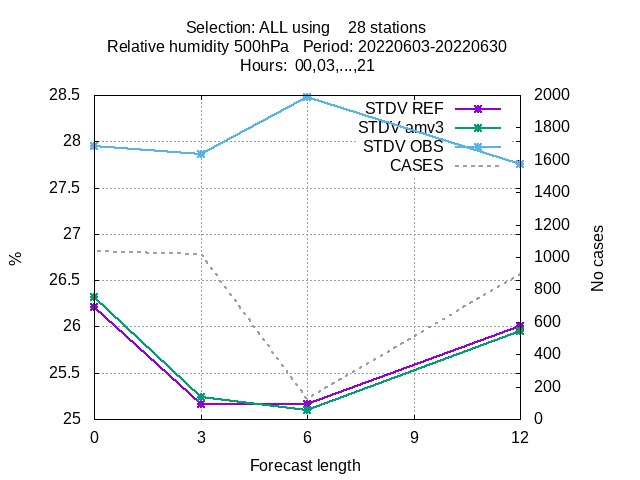 Selection: ALL using 28 stations
Relative humidity 500hPa Period: 20220603-20220630
Hours: 00,03,...,21
STDV REF
STDV amv3
STDV OBS
CASES
28.5
28
27.5
27
26.5
26
25.5
25
%
2000
1800
1600
1400
1200
1000
800
600
400
200
0
No cases
0 3 6 9 12
Forecast length